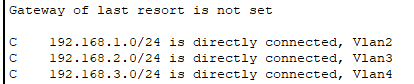 Gateway of last resort is not set
C    192.168.1.0/24 is directly connected, Vlan2
C    192.168.2.0/24 is directly connected, Vlan3
C    192.168.3.0/24 is directly connected, Vlan4